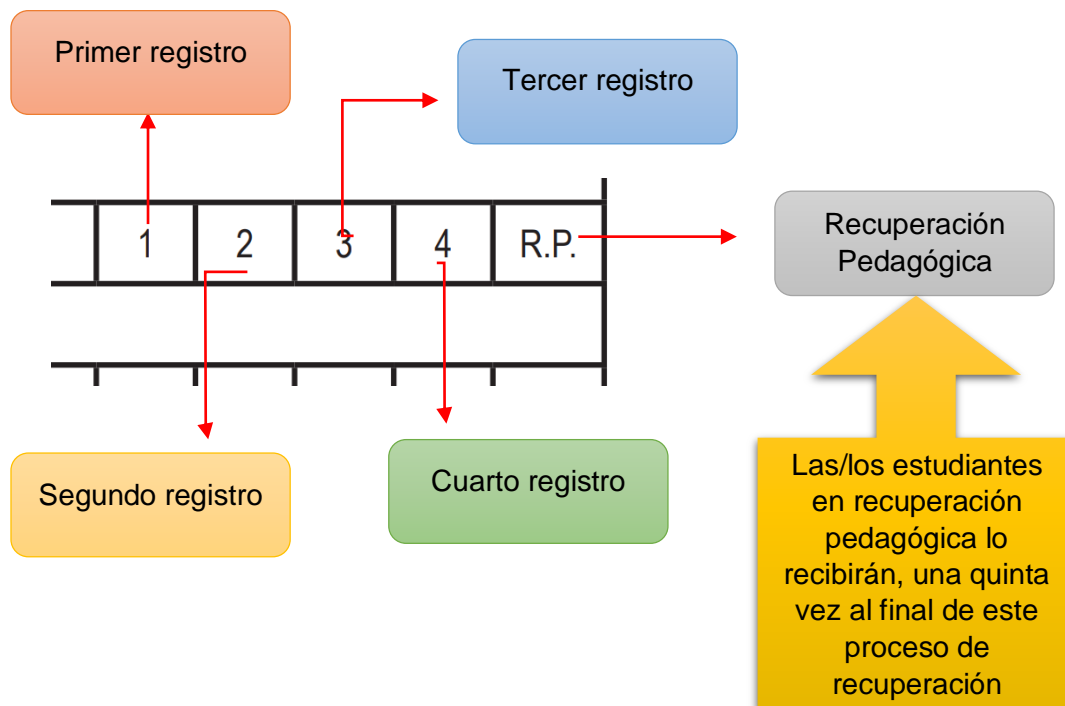 Primer registro
Tercer registro
1 2 3 4 R.P.
Recuperación
Pedagógica
Segundo registro
Cuarto registro
Las/los estudiantes
en recuperación
pedagógica lo
recibirán, una quinta
vez al final de este
proceso de
recuperación